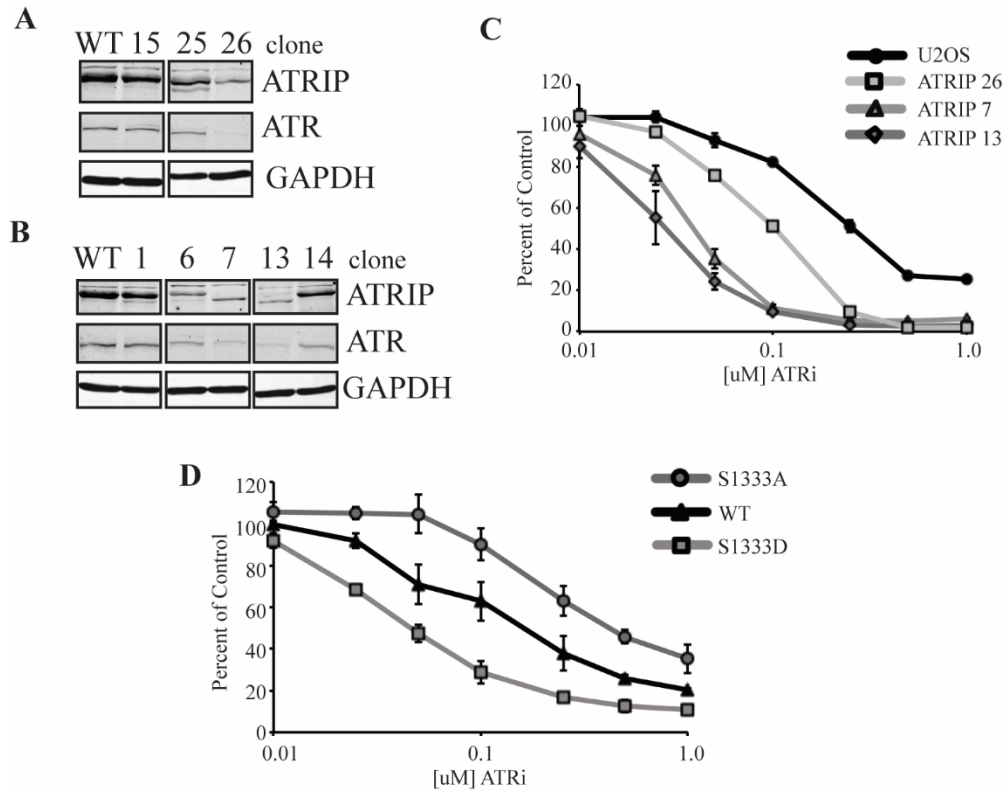 A
WT 15 25 26 clone
ATRIP
ATR
GAPDH
B
WT 1 6 7 13 14 clone
ATRIP
ATR
GAPDH
C
U2OS
ATRIP 26
ATRIP 7
ATRIP 13
Percent of Control
120
100
80
60
40
20
0
0.01 0.1 1.0
[uM] ATRi
D
S1333A
WT
S1333D
Percent of Control
120
100
80
60
40
20
0
0.01 0.1 1.0
[uM] ATRi